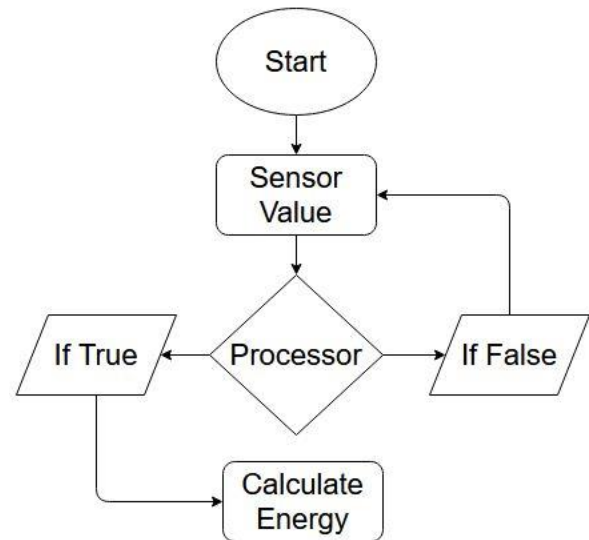 Start
Sensor
Value
If True
Processor
If False
Calculate
Energy